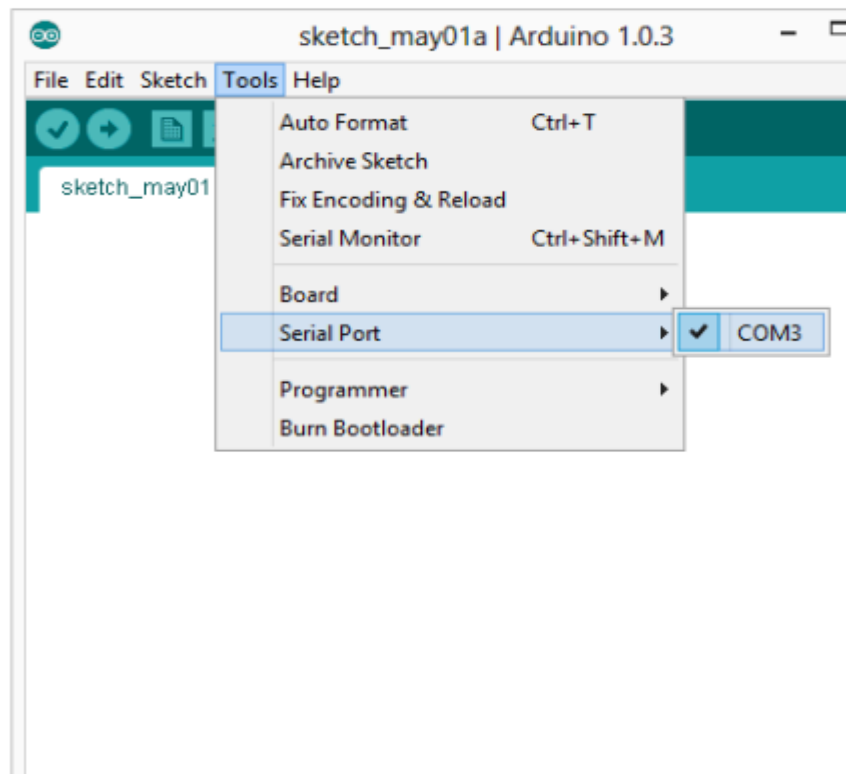 sketch_may01a | Arduino 1.0.3
File Edit Sketch Tools Help
sketch_may01
Auto Format Ctrl+T
Archive Sketch
Fix Encoding & Reload
Serial Monitor Ctrl+Shift+M
Board
Serial Port COM3
Programmer
Burn Bootloader